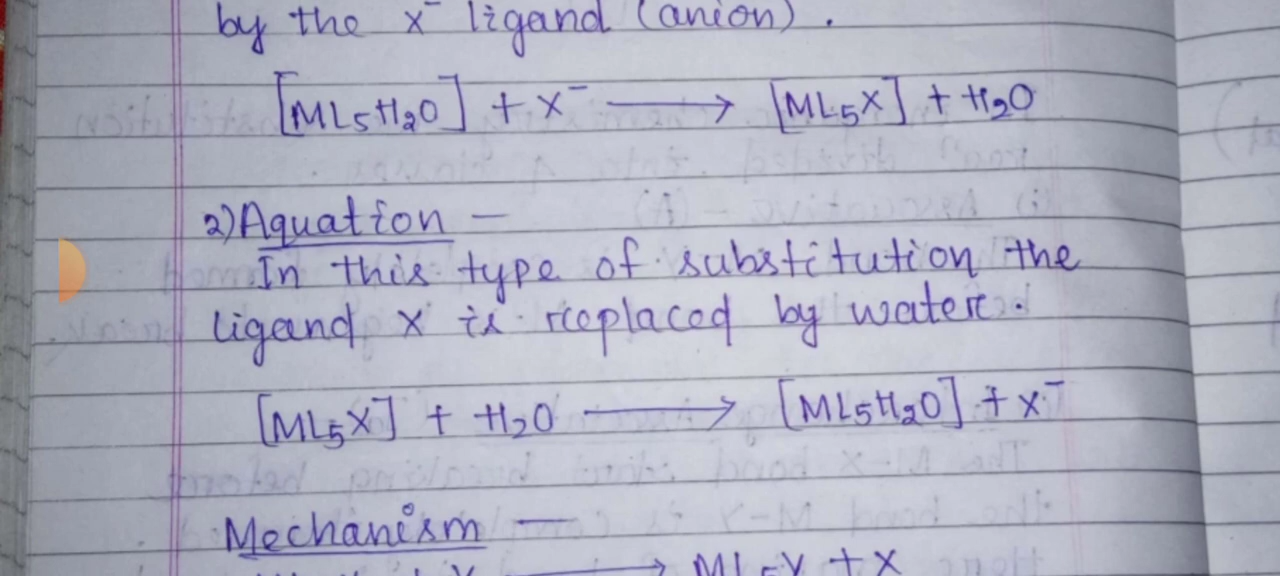 by the x⁻ ligand (anion).
[ML₅H₂O] + X⁻ ⟶ [ML₅X] + H₂O
2) Aquation —
In this type of substitution the
ligand X is replaced by water.
[ML₅X] + H₂O ⟶ [ML₅H₂O] + X⁻
Mechanism —
⟶ ML₅Y + X